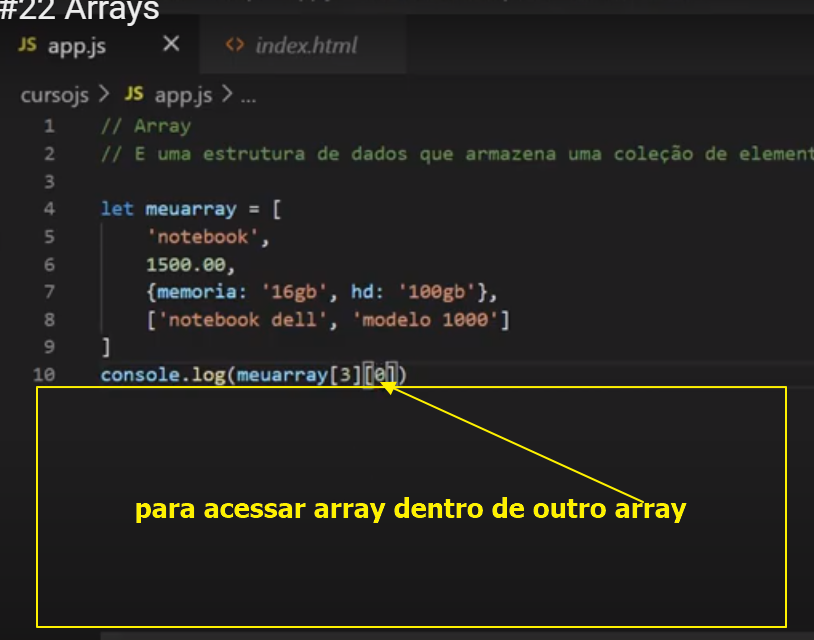 #22 Arrays
JS app.js × <> index.html
cursojs > JS app.js > ...
1 // Array
2 // E uma estrutura de dados que armazena uma coleção de element
3
4 let meuarray = [
5 'notebook',
6 1500.00,
7 {memoria: '16gb', hd: '100gb'},
8 ['notebook dell', 'modelo 1000']
9 ]
10 console.log(meuarray[3][0])
para acessar array dentro de outro array